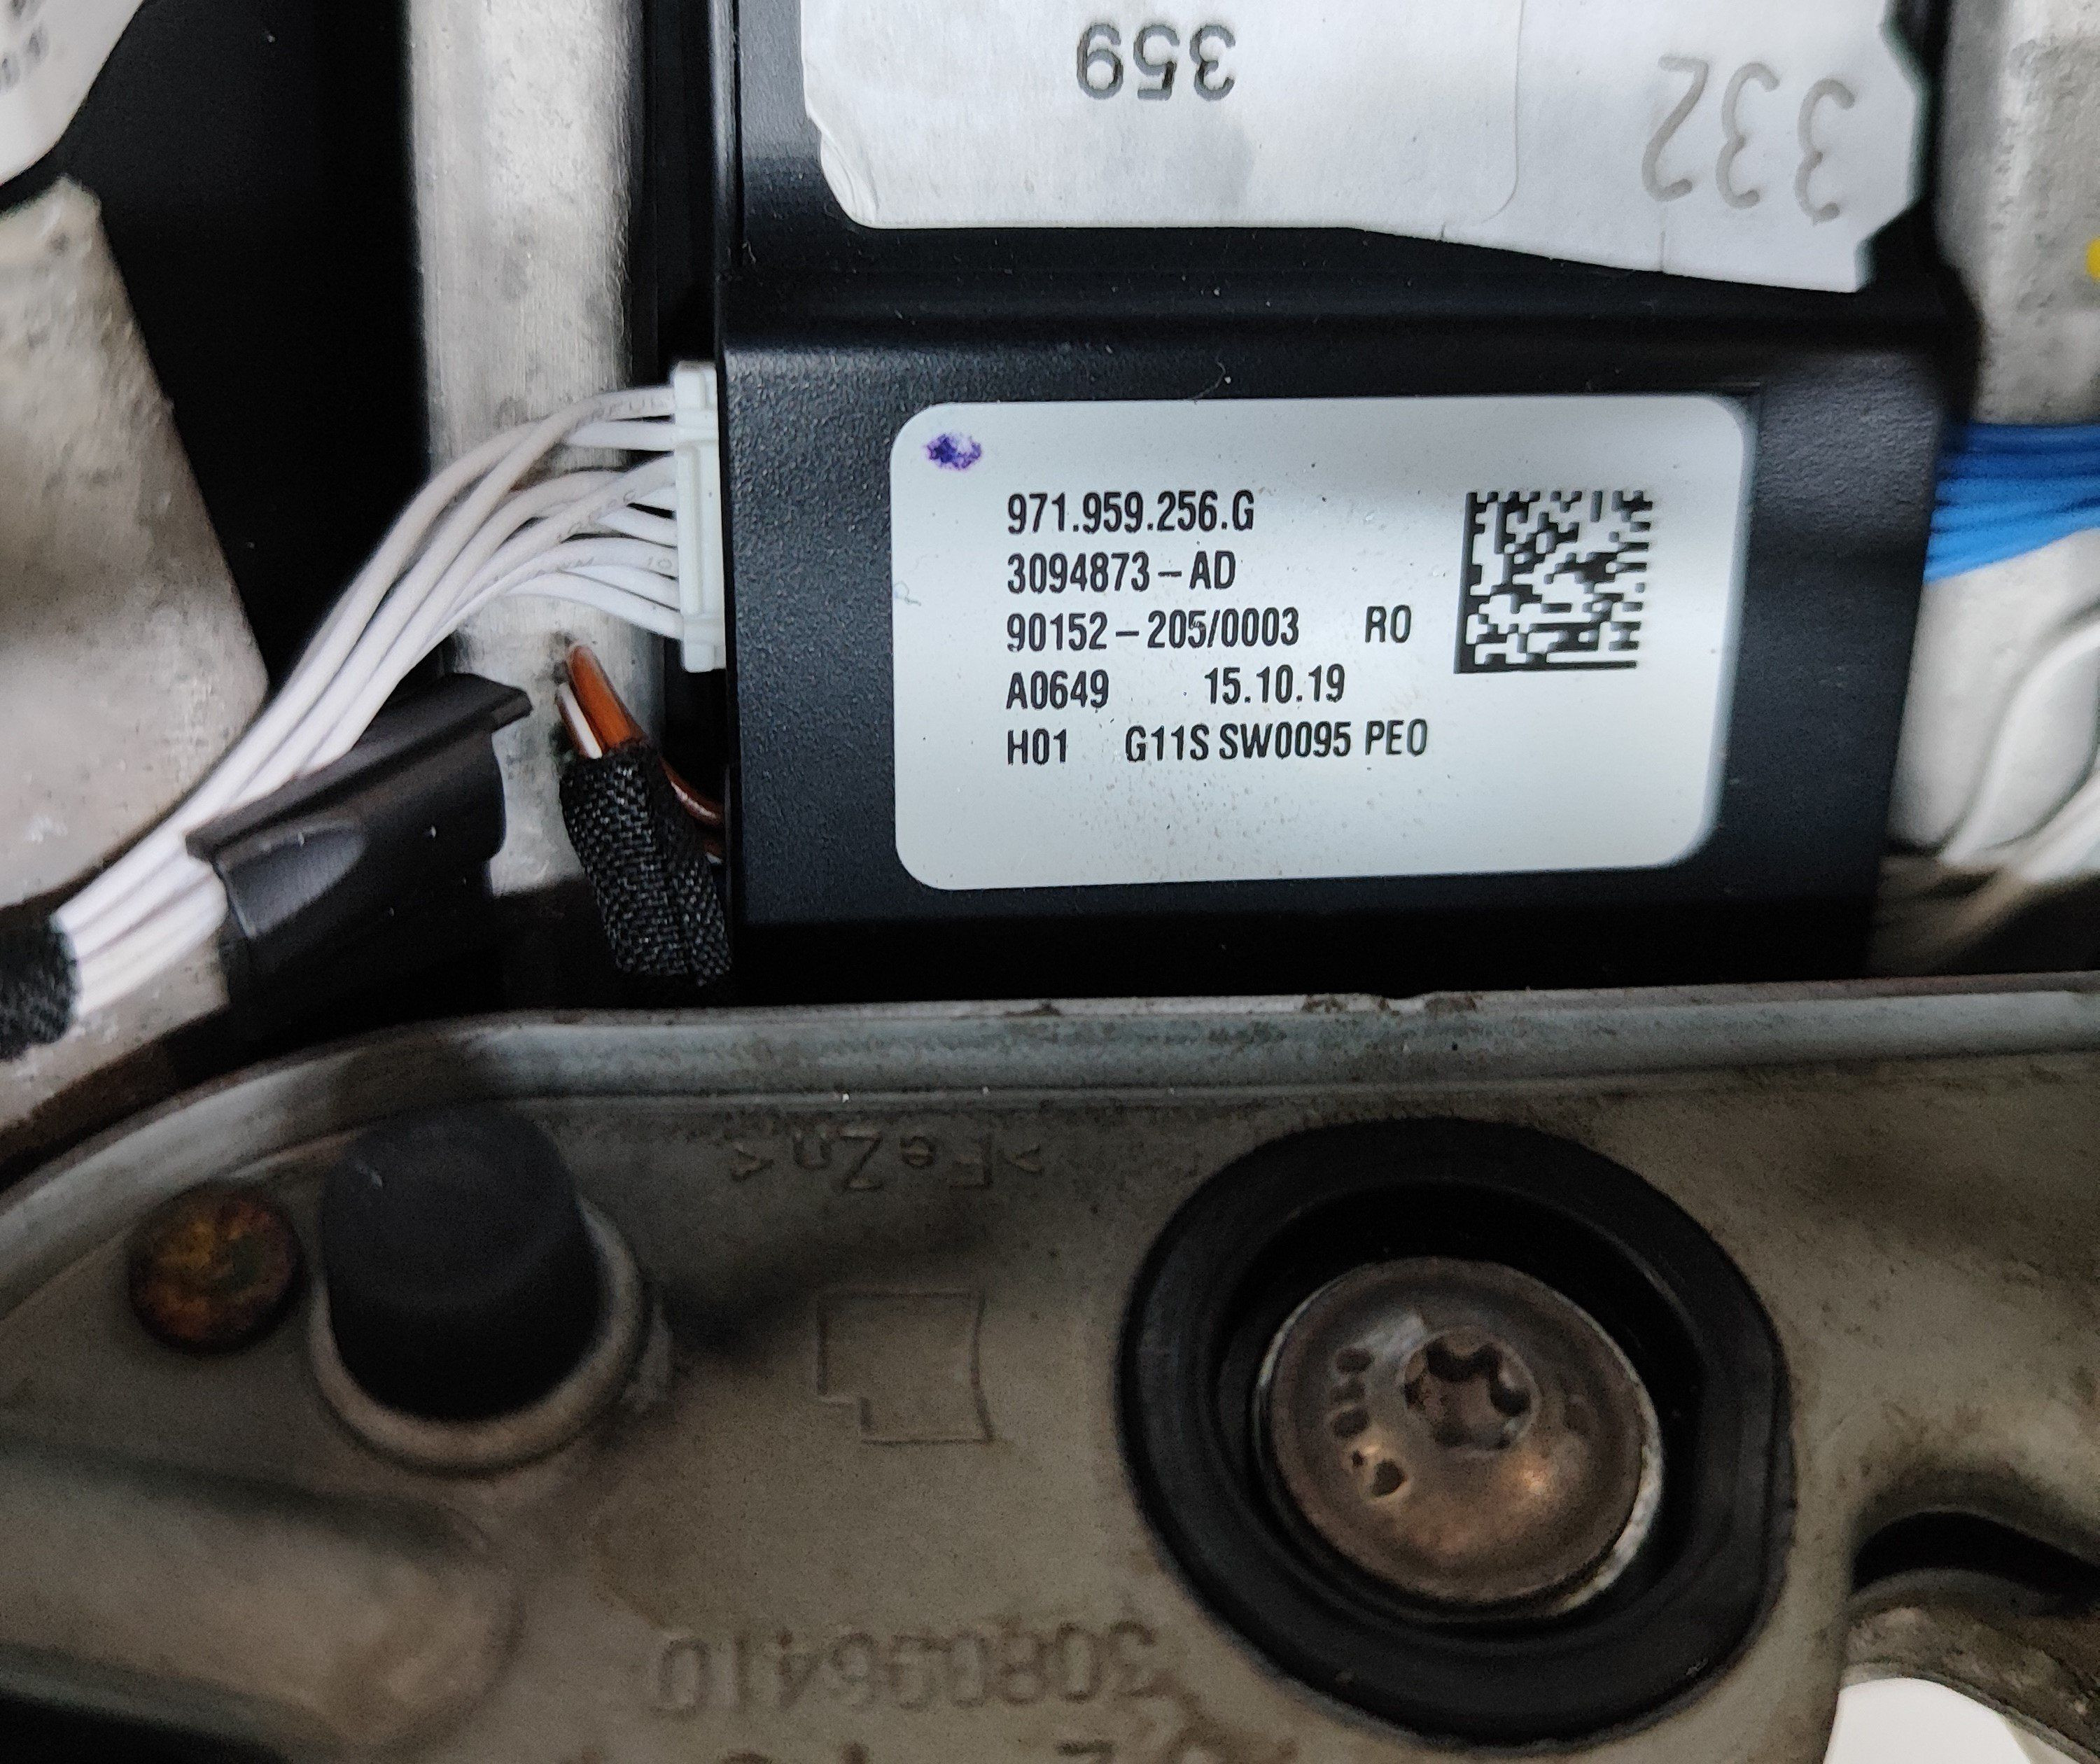 359
332
971.959.256.G
3094873-AD
90152-205/0003 RO
A0649 15.10.19
H01 G11S SW0095 PEO
>FeZn<
308096410